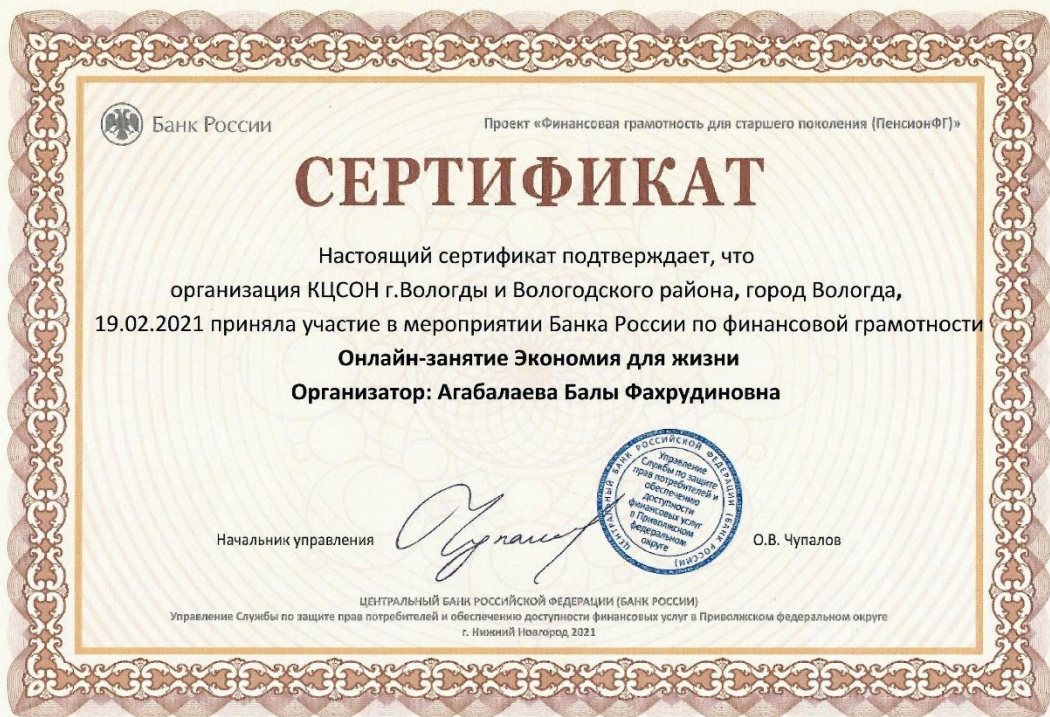 Банк России
Проект «Финансовая грамотность для старшего поколения (ПенсионФГ)»
СЕРТИФИКАТ
Настоящий сертификат подтверждает, что
организация КЦСОН г.Вологды и Вологодского района, город Вологда,
19.02.2021 приняла участие в мероприятии Банка России по финансовой грамотности
Онлайн-занятие Экономия для жизни
Организатор: Агабалаева Балы Фахрудиновна
ЦЕНТРАЛЬНЫЙ БАНК РОССИЙСКОЙ ФЕДЕРАЦИИ (БАНК РОССИИ)
Управление
Службы по защите
прав потребителей и
обеспечению
доступности
финансовых услуг
в Приволжском
федеральном
округе
Начальник управления
Чупалов
О.В. Чупалов
ЦЕНТРАЛЬНЫЙ БАНК РОССИЙСКОЙ ФЕДЕРАЦИИ (БАНК РОССИИ)
Управление Службы по защите прав потребителей и обеспечению доступности финансовых услуг в Приволжском федеральном округе
г. Нижний Новгород 2021